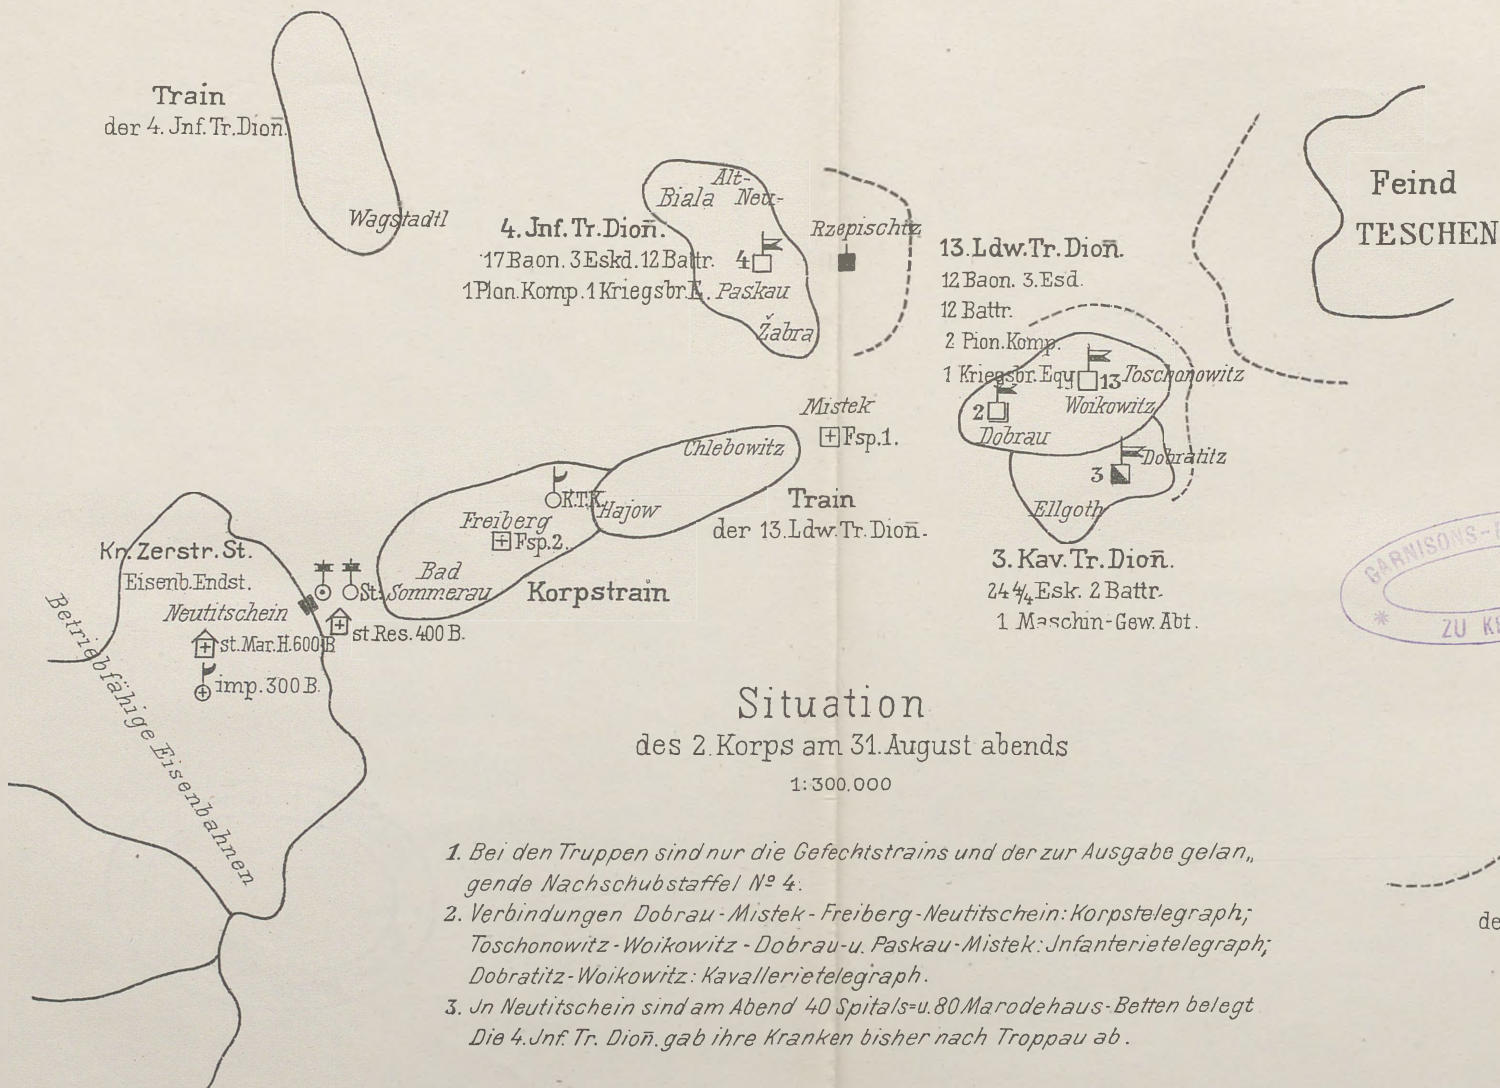 Train
der 4. Jnf. Tr. Dion̄.
Wagstadtl
Alt-
Biala Neu-
4. Jnf. Tr. Dion̄.
17 Baon. 3 Eskd. 12 Battr.
1 Pion. Komp. 1 Kriegsbr. E.
4
Paskau
Žabra
Rzepischtz
13. Ldw. Tr. Dion̄.
12 Baon. 3. Esd.
12 Battr.
2 Pion. Komp.
1 Kriegsbr. Equ
13 Toschonowitz
Woikowitz
2
Dobrau
Dobratitz
3
Ellgoth
3. Kav. Tr. Dion̄.
24 4/4 Esk. 2 Battr.
1 Maschin-Gew. Abt.
Feind
TESCHEN
Mistek
Fsp. 1.
Chlebowitz
Train
der 13. Ldw. Tr. Dion̄.
K.T.K.
Hajow
Freiberg
Fsp. 2.
Bad
Sommerau
Korpstrain
Kn. Zerstr. St.
Eisenb. Endst.
Neutitschein
St.
st. Res. 400 B.
st. Mar. H. 600 B
imp. 300 B.
Betriebfähige Eisenbahnen
GARNISONS-
ZU
Situation
des 2. Korps am 31. August abends
1:300.000
1. Bei den Truppen sind nur die Gefechtstrains und der zur Ausgabe gelan„
gende Nachschubstaffel Nº 4.
2. Verbindungen Dobrau - Mistek - Freiberg - Neutitschein: Korpstelegraph;
Toschonowitz - Woikowitz - Dobrau - u. Paskau - Mistek: Jnfanterietelegraph;
Dobratitz - Woikowitz: Kavallerietelegraph.
3. Jn Neutitschein sind am Abend 40 Spitals= u. 80 Marodehaus-Betten belegt
Die 4. Jnf. Tr. Dion̄. gab ihre Kranken bisher nach Troppau ab.
de